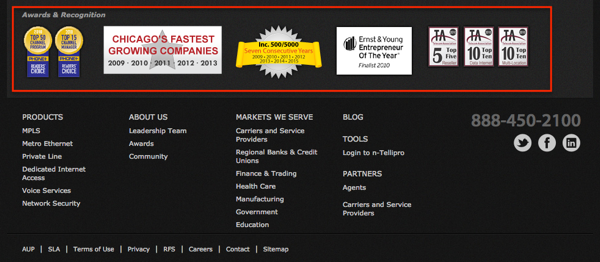 Awards & Recognition
TOP 50
CHANNEL
PROGRAM
PHONE+
READERS'
CHOICE
TOP 15
CHANNEL
MANAGER
PHONE+
READERS'
CHOICE
CHICAGO'S FASTEST
GROWING COMPANIES
2009 · 2010 · 2011 · 2012 · 2013
Inc. 500/5000
Seven Consecutive Years
2009 • 2010 • 2011 • 2012
2013 • 2014 • 2015
Ernst & Young
Entrepreneur
Of The Year
Finalist 2010
TA
5 Top
Five
TA
10 Top
Ten
TA
10 Top
Ten
PRODUCTS
MPLS
Metro Ethernet
Private Line
Dedicated Internet
Access
Voice Services
Network Security
ABOUT US
Leadership Team
Awards
Community
MARKETS WE SERVE
Carriers and Service
Providers
Regional Banks & Credit
Unions
Finance & Trading
Health Care
Manufacturing
Government
Education
BLOG
TOOLS
Login to n-Tellipro
PARTNERS
Agents
Carriers and Service
Providers
888-450-2100
AUP | SLA | Terms of Use | Privacy | RFS | Careers | Contact | Sitemap